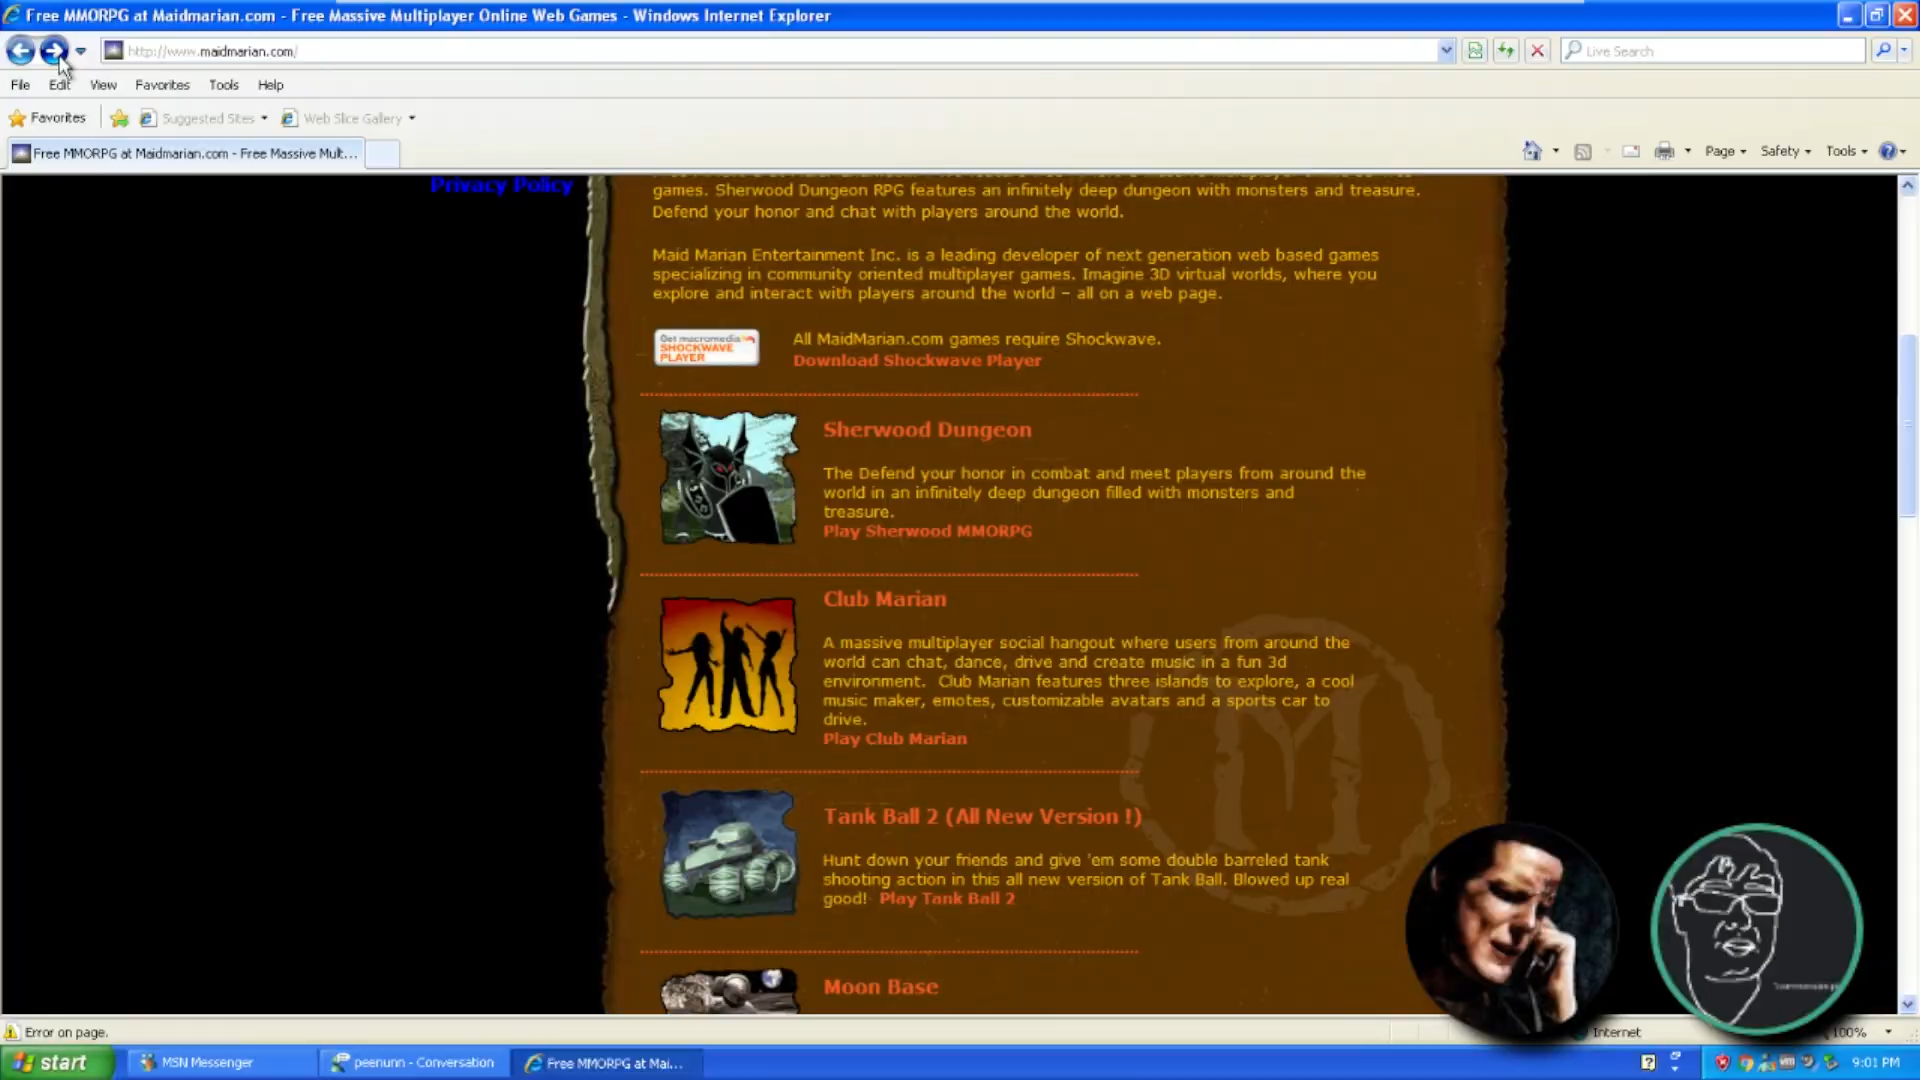 Free MMORPG at Maidmarian.com - Free Massive Multiplayer Online Web Games - Windows Internet Explorer
http://www.maidmarian.com/
Live Search
File Edit View Favorites Tools Help
Favorites Suggested Sites Web Slice Gallery
Free MMORPG at Maidmarian.com - Free Massive Mult...
Page Safety Tools
Privacy Policy
games. Sherwood Dungeon RPG features an infinitely deep dungeon with monsters and treasure.
Defend your honor and chat with players around the world.
Maid Marian Entertainment Inc. is a leading developer of next generation web based games
specializing in community oriented multiplayer games. Imagine 3D virtual worlds, where you
explore and interact with players around the world – all on a web page.
Get macromedia
SHOCKWAVE
PLAYER
All MaidMarian.com games require Shockwave.
Download Shockwave Player
Sherwood Dungeon
The Defend your honor in combat and meet players from around the
world in an infinitely deep dungeon filled with monsters and
treasure.
Play Sherwood MMORPG
Club Marian
A massive multiplayer social hangout where users from around the
world can chat, dance, drive and create music in a fun 3d
environment. Club Marian features three islands to explore, a cool
music maker, emotes, customizable avatars and a sports car to
drive.
Play Club Marian
M
Tank Ball 2 (All New Version !)
Hunt down your friends and give 'em some double barreled tank
shooting action in this all new version of Tank Ball. Blowed up real
good! Play Tank Ball 2
Moon Base
Error on page.
Internet
100%
start
MSN Messenger
peenunn - Conversation
Free MMORPG at Mai...
9:01 PM